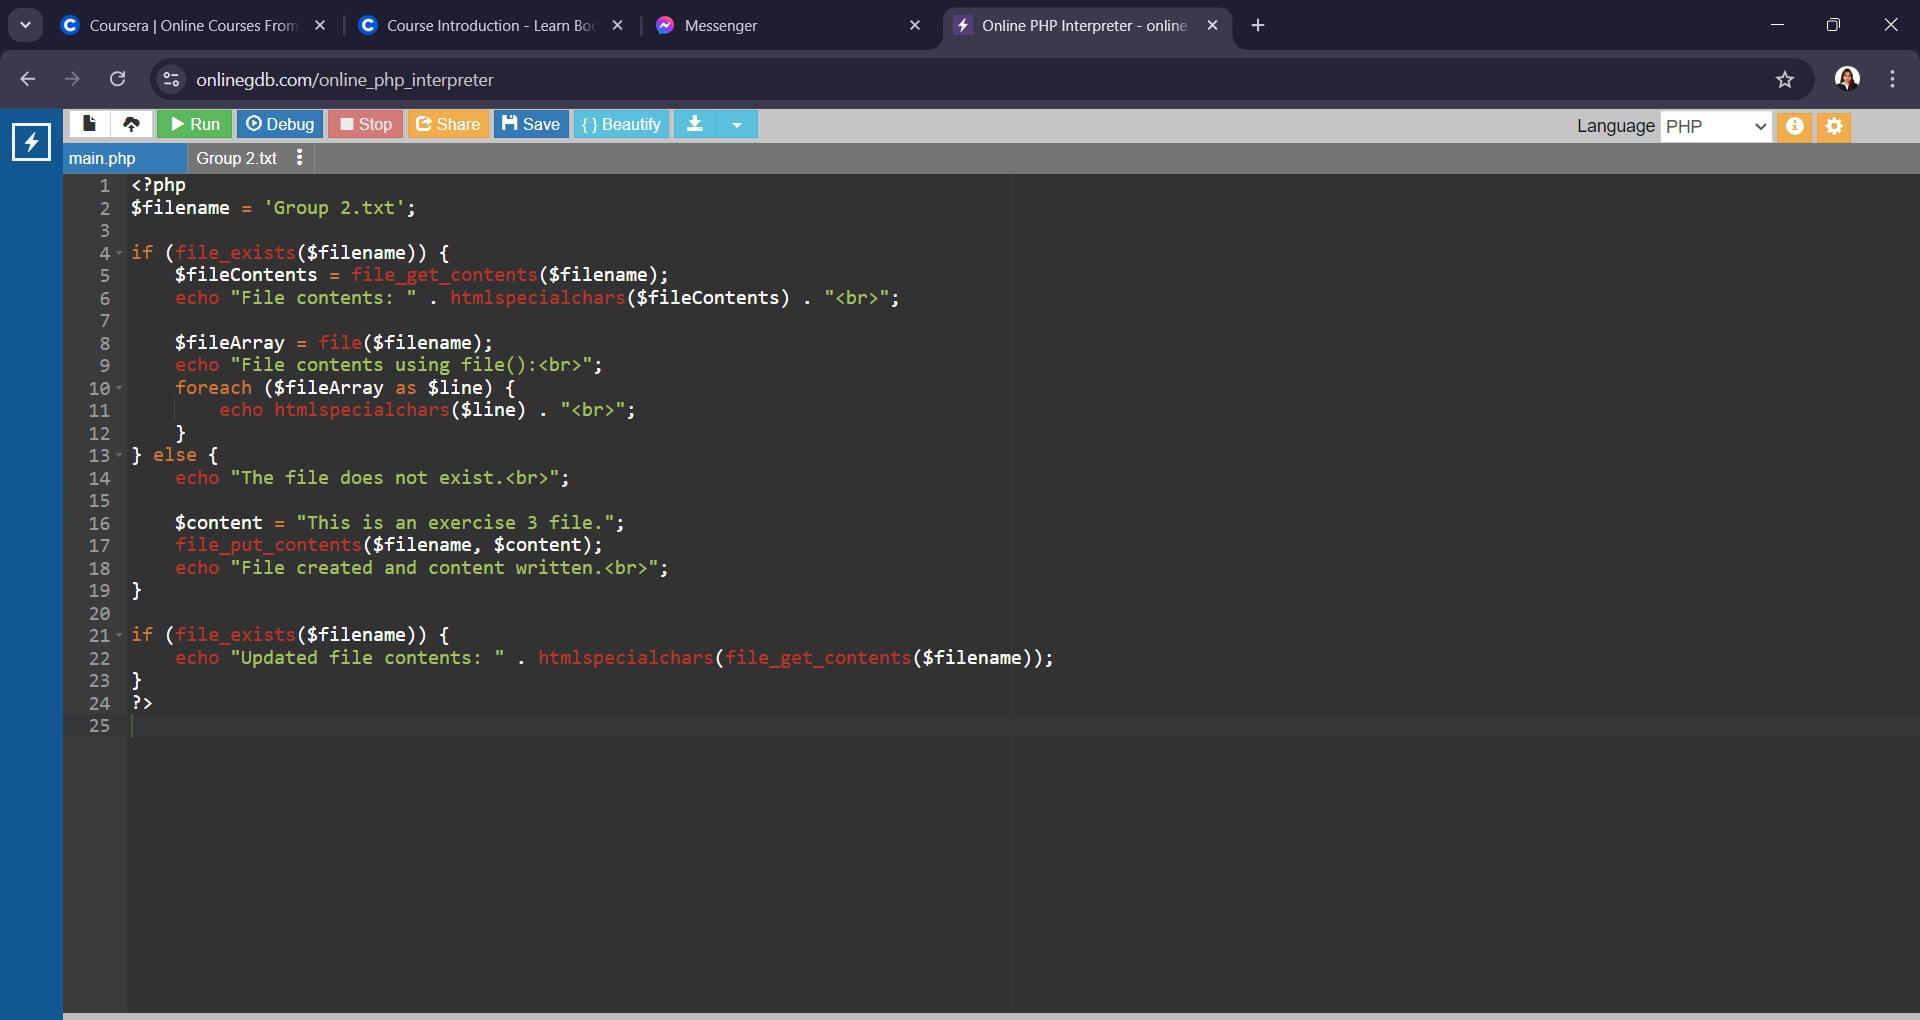 Coursera | Online Courses From
Course Introduction - Learn Bo
Messenger
Online PHP Interpreter - online
onlinegdb.com/online_php_interpreter
Run Debug Stop Share Save { } Beautify
Language PHP
main.php Group 2.txt
1 <?php
2 $filename = 'Group 2.txt';
3
4 if (file_exists($filename)) {
5 $fileContents = file_get_contents($filename);
6 echo "File contents: " . htmlspecialchars($fileContents) . "<br>";
7
8 $fileArray = file($filename);
9 echo "File contents using file():<br>";
10 foreach ($fileArray as $line) {
11 echo htmlspecialchars($line) . "<br>";
12 }
13 } else {
14 echo "The file does not exist.<br>";
15
16 $content = "This is an exercise 3 file.";
17 file_put_contents($filename, $content);
18 echo "File created and content written.<br>";
19 }
20
21 if (file_exists($filename)) {
22 echo "Updated file contents: " . htmlspecialchars(file_get_contents($filename));
23 }
24 ?>
25